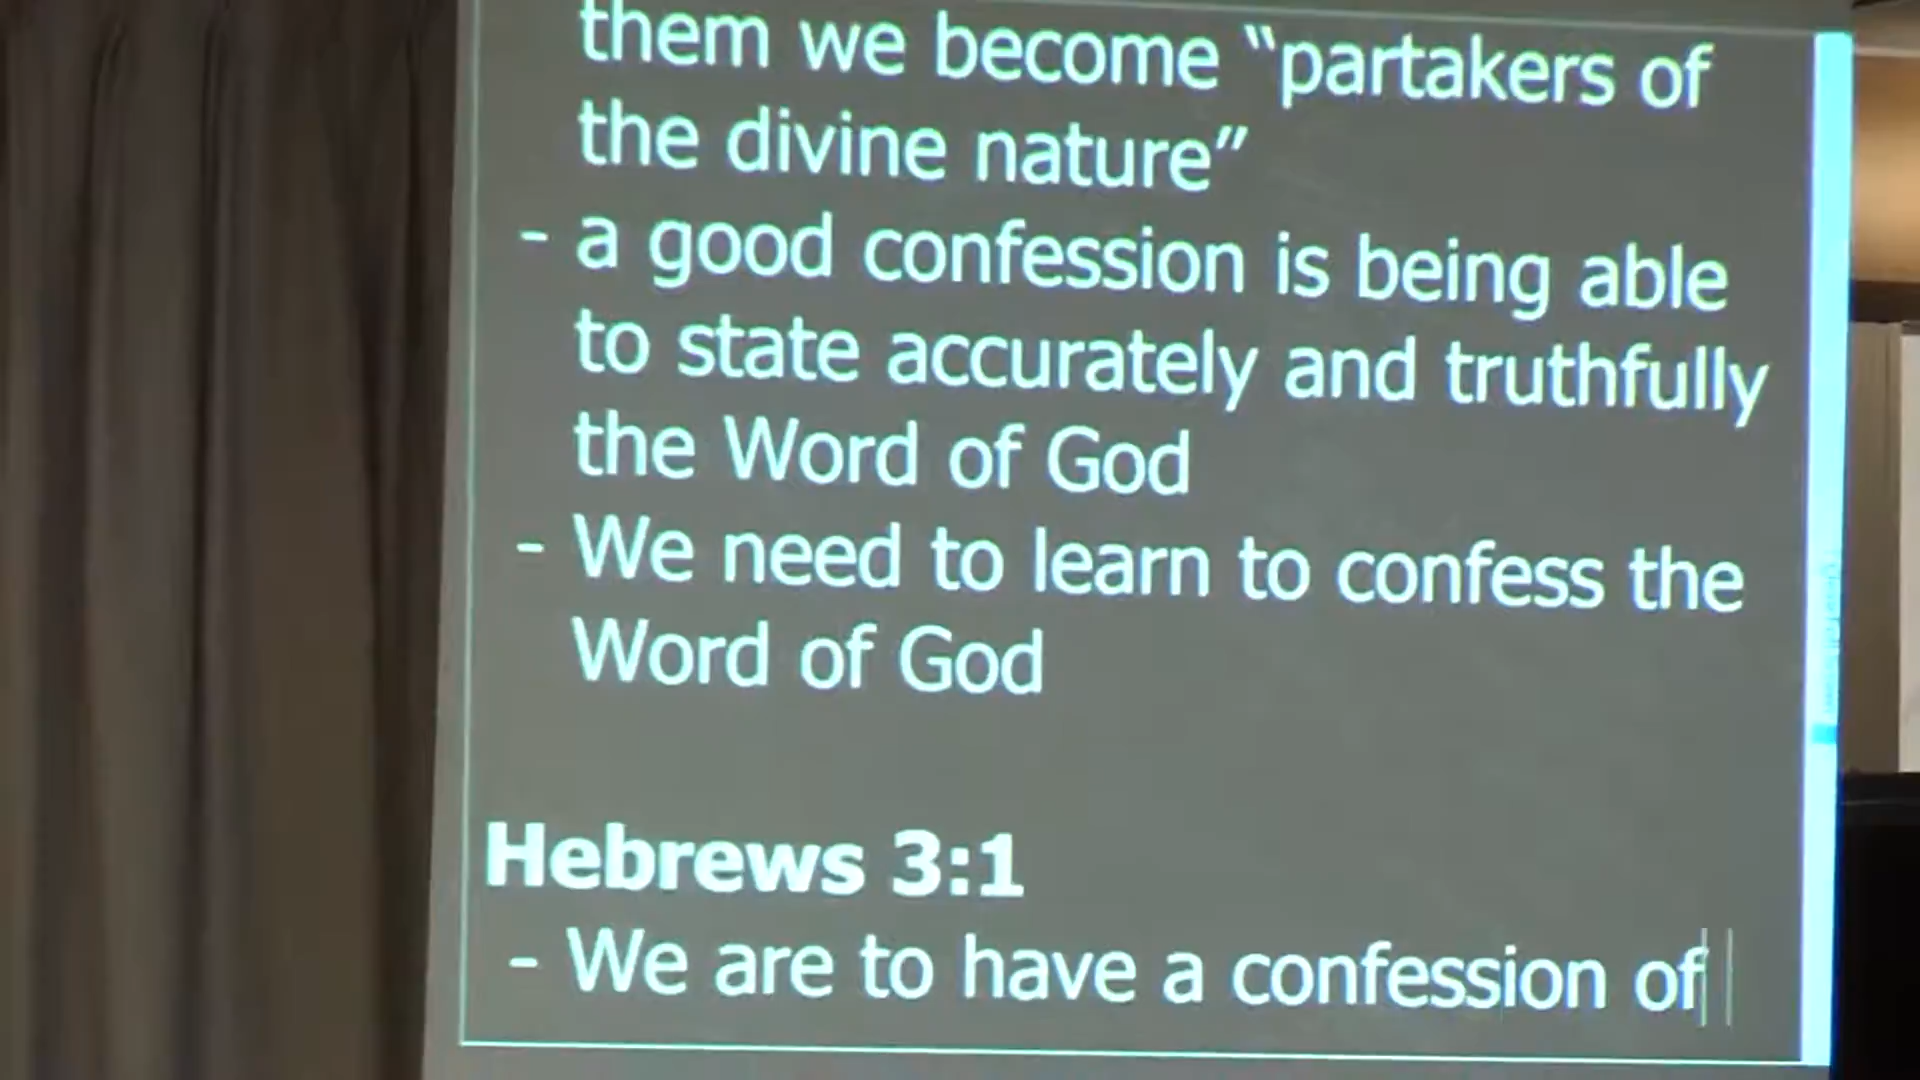 them we become “partakers of
the divine nature”
- a good confession is being able
to state accurately and truthfully
the Word of God
- We need to learn to confess the
Word of God
Hebrews 3:1
- We are to have a confession of